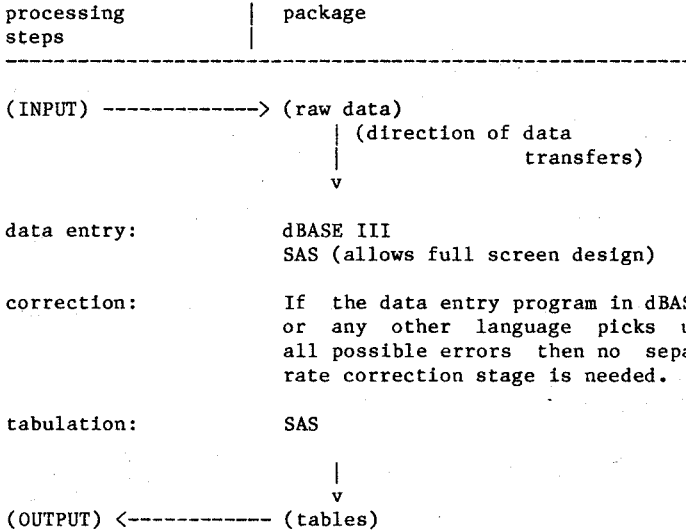 processing | package
steps |
--------------------------------------------------------
(INPUT) -------------> (raw data)
| (direction of data
| transfers)
v
data entry: dBASE III
SAS (allows full screen design)
correction: If the data entry program in dBAS
or any other language picks u
all possible errors then no sepa
rate correction stage is needed.
tabulation: SAS
|
v
(OUTPUT) <------------ (tables)